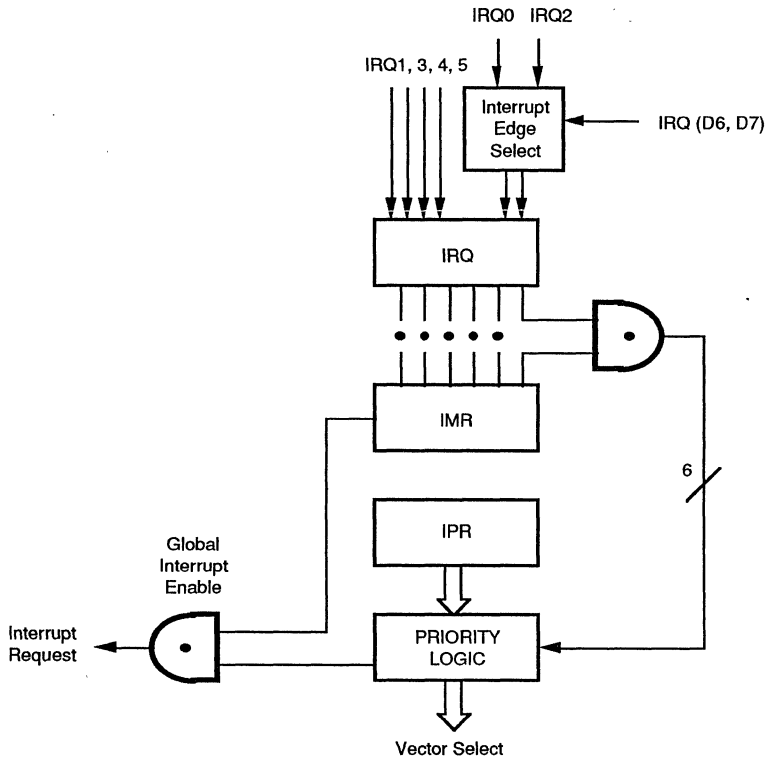 IRQ0 IRQ2
IRQ1, 3, 4, 5
Interrupt
Edge
Select
IRQ (D6, D7)
IRQ
IMR
6
IPR
Global
Interrupt
Enable
Interrupt
Request
PRIORITY
LOGIC
Vector Select